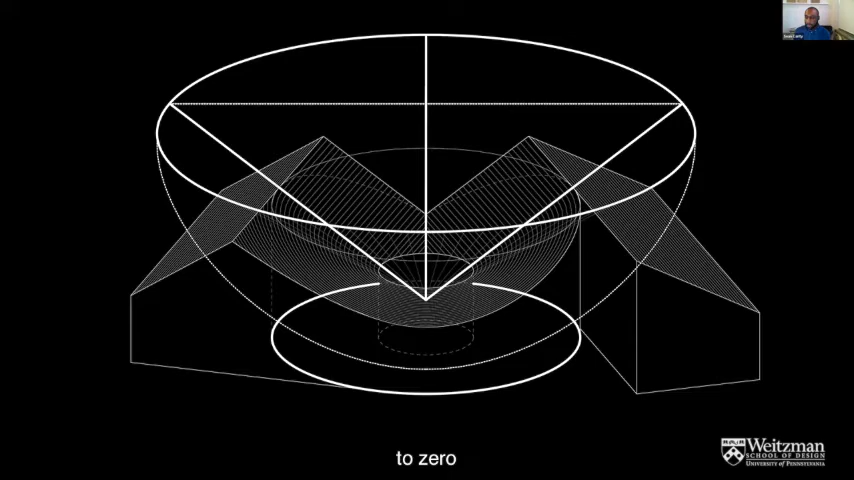 to zero
Weitzman
SCHOOL OF DESIGN
UNIVERSITY of PENNSYLVANIA